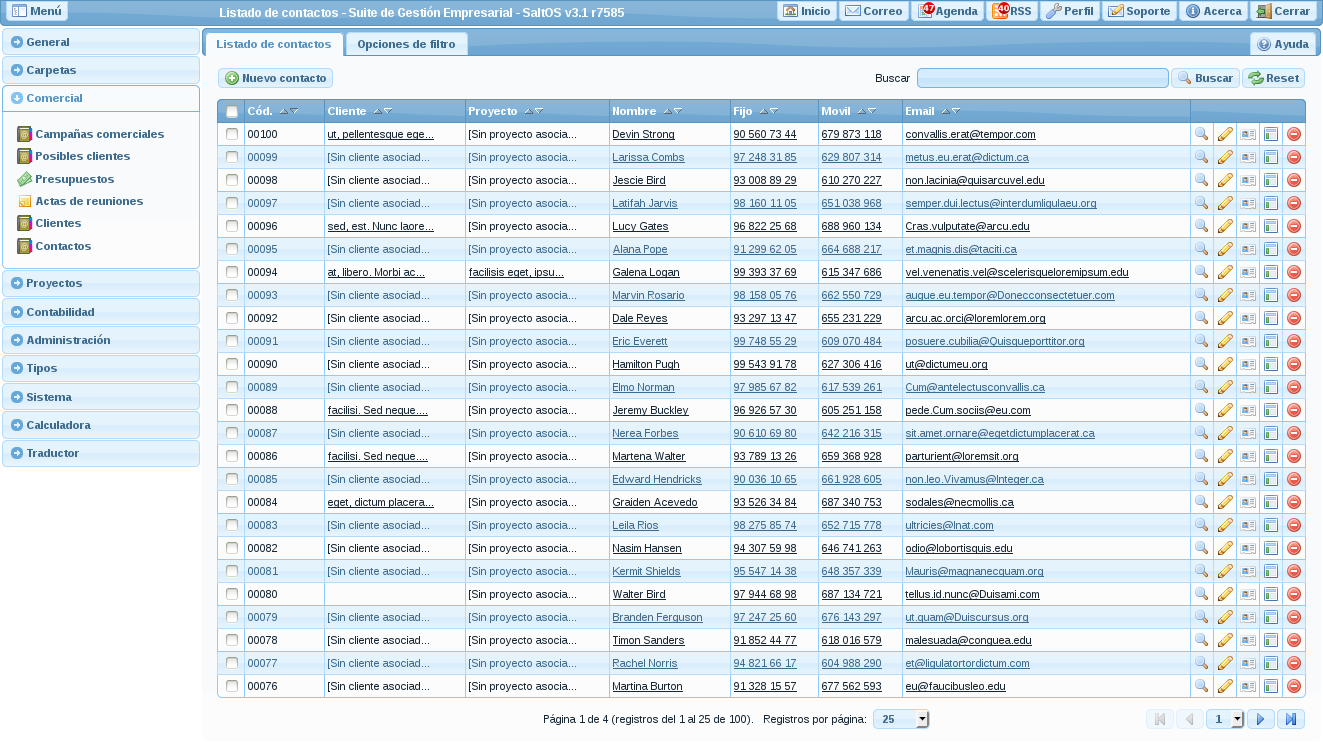 Menú Listado de contactos - Suite de Gestión Empresarial - SaltOS v3.1 r7585 Inicio Correo 47 Agenda 40 RSS Perfil Soporte Acerca Cerrar
General
Carpetas
Comercial
Campañas comerciales
Posibles clientes
Presupuestos
Actas de reuniones
Clientes
Contactos
Proyectos
Contabilidad
Administración
Tipos
Sistema
Calculadora
Traductor
Listado de contactos Opciones de filtro Ayuda
Nuevo contacto Buscar Buscar Reset
Cód. Cliente Proyecto Nombre Fijo Movil Email
00100 ut, pellentesque ege... [Sin proyecto asocia... Devin Strong 90 560 73 44 679 873 118 convallis.erat@tempor.com
00099 [Sin cliente asociad... [Sin proyecto asocia... Larissa Combs 97 248 31 85 629 807 314 metus.eu.erat@dictum.ca
00098 [Sin cliente asociad... [Sin proyecto asocia... Jescie Bird 93 008 89 29 610 270 227 non.lacinia@quisarcuvel.edu
00097 [Sin cliente asociad... [Sin proyecto asocia... Latifah Jarvis 98 160 11 05 651 038 968 semper.dui.lectus@interdumligulaeu.org
00096 sed, est. Nunc laore... [Sin proyecto asocia... Lucy Gates 96 822 25 68 688 960 134 Cras.vulputate@arcu.edu
00095 [Sin cliente asociad... [Sin proyecto asocia... Alana Pope 91 299 62 05 664 688 217 et.magnis.dis@taciti.ca
00094 at, libero. Morbi ac... facilisis eget, ipsu... Galena Logan 99 393 37 69 615 347 686 vel.venenatis.vel@scelerisqueloremipsum.edu
00093 [Sin cliente asociad... [Sin proyecto asocia... Marvin Rosario 98 158 05 76 662 550 729 augue.eu.tempor@Donecconsectetuer.com
00092 [Sin cliente asociad... [Sin proyecto asocia... Dale Reyes 93 297 13 47 655 231 229 arcu.ac.orci@loremlorem.org
00091 [Sin cliente asociad... [Sin proyecto asocia... Eric Everett 99 748 55 29 609 070 484 posuere.cubilia@Quisqueporttitor.org
00090 [Sin cliente asociad... [Sin proyecto asocia... Hamilton Pugh 99 543 91 78 627 306 416 ut@dictumeu.org
00089 [Sin cliente asociad... [Sin proyecto asocia... Elmo Norman 97 985 67 82 617 539 261 Cum@antelectusconvallis.ca
00088 facilisi. Sed neque.... [Sin proyecto asocia... Jeremy Buckley 96 926 57 30 605 251 158 pede.Cum.sociis@eu.com
00087 [Sin cliente asociad... [Sin proyecto asocia... Nerea Forbes 90 610 69 80 642 216 315 sit.amet.ornare@egetdictumplacerat.ca
00086 facilisi. Sed neque.... [Sin proyecto asocia... Martena Walter 93 789 13 26 659 368 928 parturient@loremsit.org
00085 [Sin cliente asociad... [Sin proyecto asocia... Edward Hendricks 90 036 10 65 661 928 605 non.leo.Vivamus@Integer.ca
00084 eget, dictum placera... [Sin proyecto asocia... Graiden Acevedo 93 526 34 84 687 340 753 sodales@necmollis.ca
00083 [Sin cliente asociad... [Sin proyecto asocia... Leila Rios 98 275 85 74 652 715 778 ultricies@Inat.com
00082 [Sin cliente asociad... [Sin proyecto asocia... Nasim Hansen 94 307 59 98 646 741 263 odio@lobortisquis.edu
00081 [Sin cliente asociad... [Sin proyecto asocia... Kermit Shields 95 547 14 38 648 357 339 Mauris@magnanecquam.org
00080 [Sin proyecto asocia... Walter Bird 97 944 68 98 687 134 721 tellus.id.nunc@Duisami.com
00079 [Sin cliente asociad... [Sin proyecto asocia... Branden Ferguson 97 247 25 60 676 143 297 ut.quam@Duiscursus.org
00078 [Sin cliente asociad... [Sin proyecto asocia... Timon Sanders 91 852 44 77 618 016 579 malesuada@conguea.edu
00077 [Sin cliente asociad... [Sin proyecto asocia... Rachel Norris 94 821 66 17 604 988 290 et@ligulatortordictum.com
00076 [Sin cliente asociad... [Sin proyecto asocia... Martina Burton 91 328 15 57 677 562 593 eu@faucibusleo.edu
Página 1 de 4 (registros del 1 al 25 de 100). Registros por página: 25 1